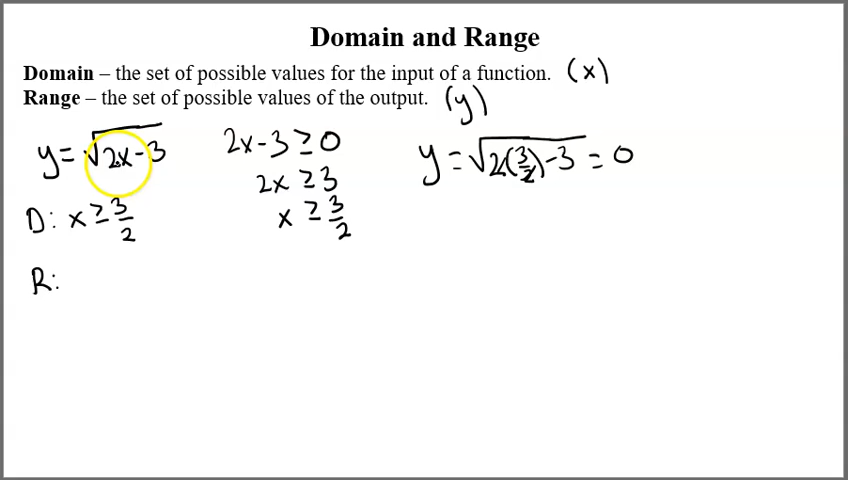 Domain and Range
Domain – the set of possible values for the input of a function. (x)
Range – the set of possible values of the output. (y)
y = √2x-3 2x-3 ≥ 0 y = √2(3/2)-3 = 0
2x ≥ 3
D: x ≥ 3/2 x ≥ 3/2
R: